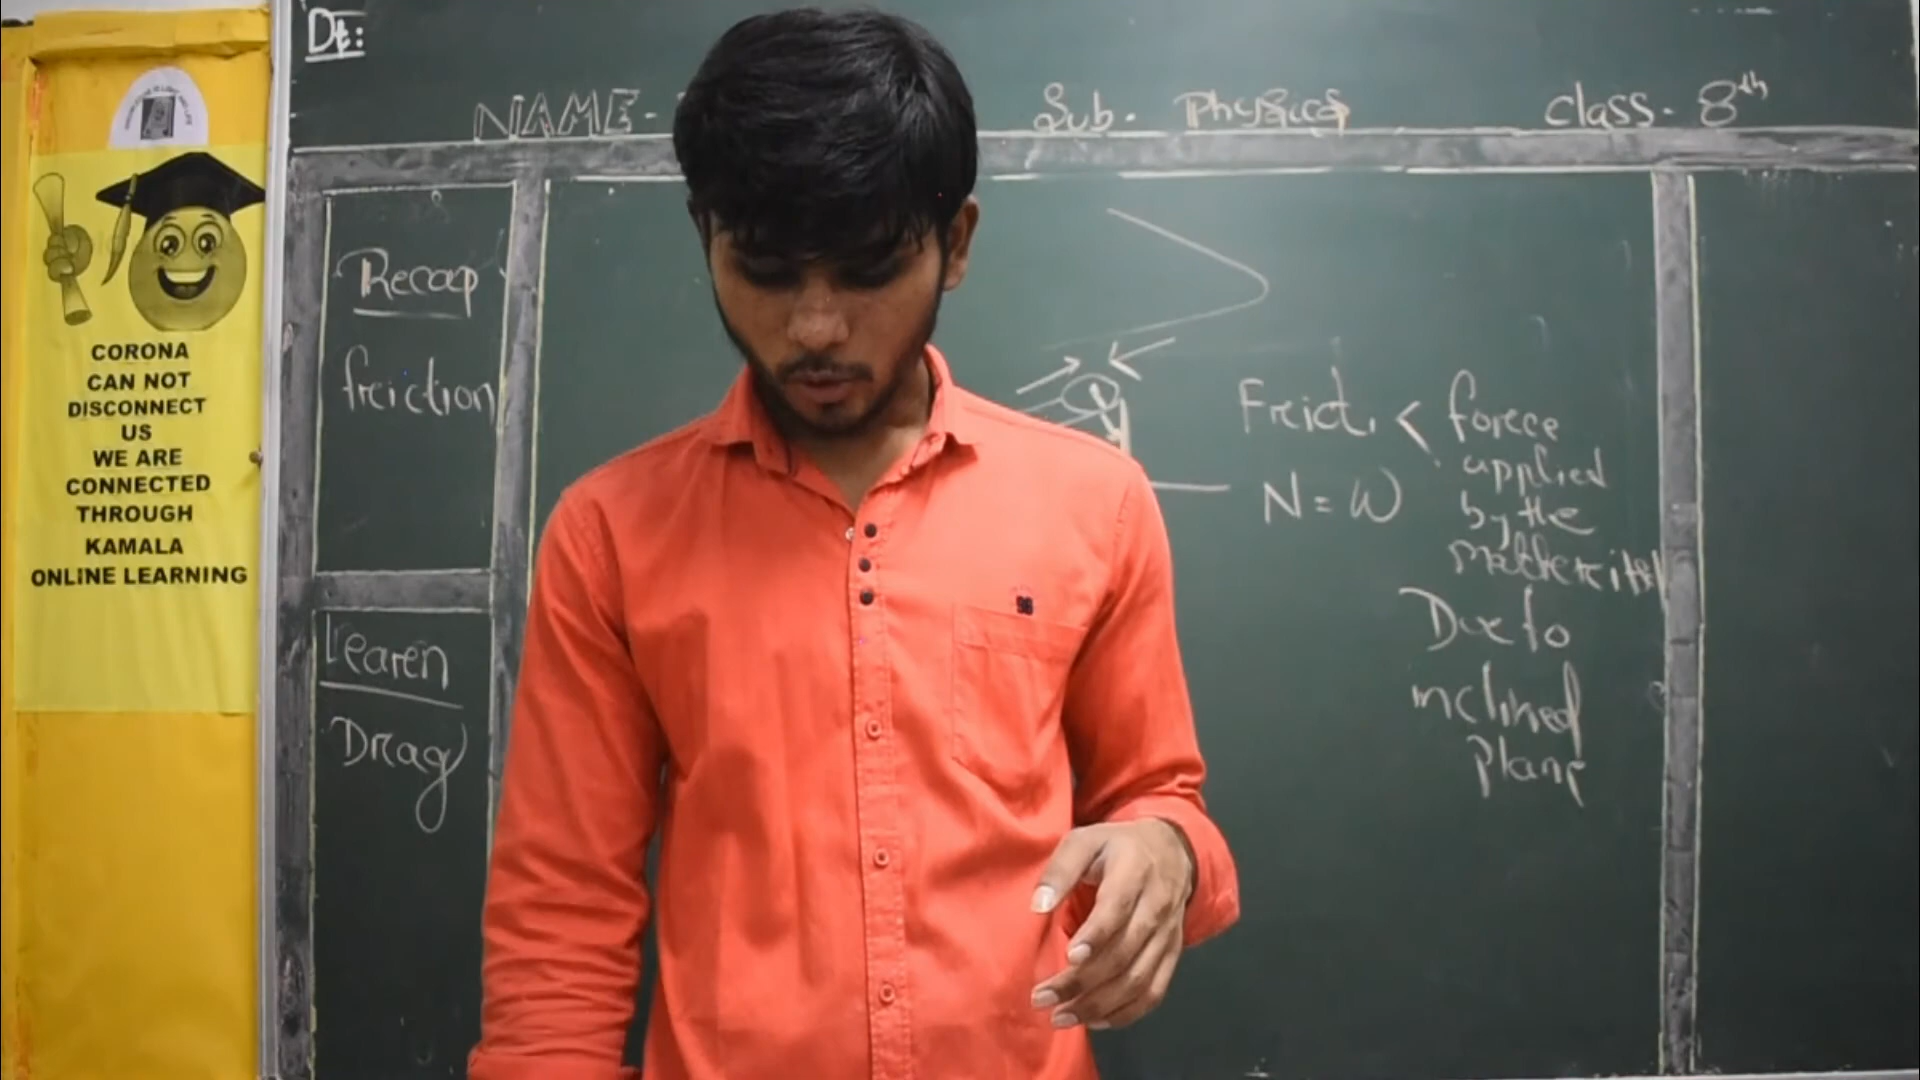 Dt:
NAME-
Sub. Physics
Class. 8th
Recap
friction
Learen
Drag
Frict. < force
applied
by the
Due to
inclined
Plane
N = W
CORONA
CAN NOT
DISCONNECT
US
WE ARE
CONNECTED
THROUGH
KAMALA
ONLINE LEARNING